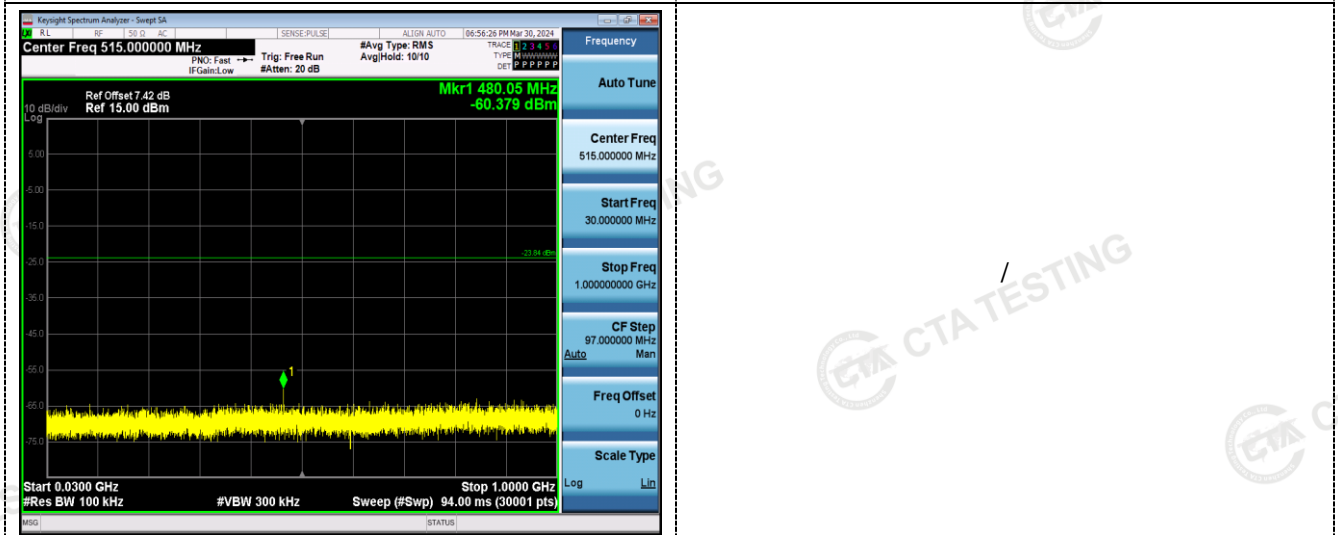 Keysight Spectrum Analyzer - Swept SA
RL RF 50 Ω AC SENSE:PULSE ALIGN AUTO 06:56:26 PM Mar 30, 2024
Center Freq 515.000000 MHz
PNO: Fast
IFGain:Low
Trig: Free Run
#Atten: 20 dB
#Avg Type: RMS
Avg|Hold: 10/10
TRACE 1 2 3 4 5 6
TYPE M W W W W W
DET P P P P P P
Mkr1 480.05 MHz
-60.379 dBm
Ref Offset 7.42 dB
10 dB/div Ref 15.00 dBm
Log
5.00
-5.00
-15.0
-23.84 dBm
-25.0
-35.0
-45.0
-55.0
1
-65.0
-75.0
Start 0.0300 GHz Stop 1.0000 GHz
#Res BW 100 kHz #VBW 300 kHz Sweep (#Swp) 94.00 ms (30001 pts)
MSG STATUS
Frequency
Auto Tune
Center Freq
515.000000 MHz
Start Freq
30.000000 MHz
Stop Freq
1.000000000 GHz
CF Step
97.000000 MHz
Auto Man
Freq Offset
0 Hz
Scale Type
Log Lin
/
CTA TESTING
CTA